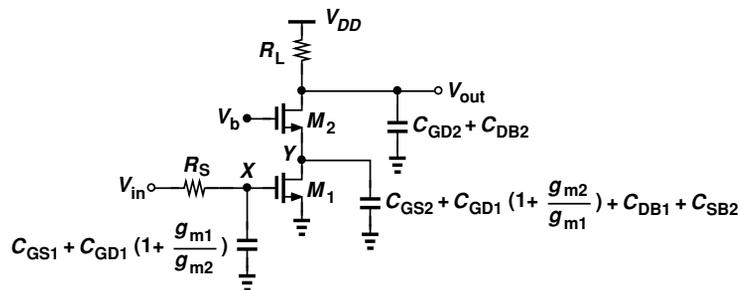 V_DD
R_L
V_out
V_b
M_2
C_GD2 + C_DB2
Y
R_S
X
V_in
M_1
C_GS2 + C_GD1 (1+ g_m2/g_m1) + C_DB1 + C_SB2
C_GS1 + C_GD1 (1+ g_m1/g_m2)